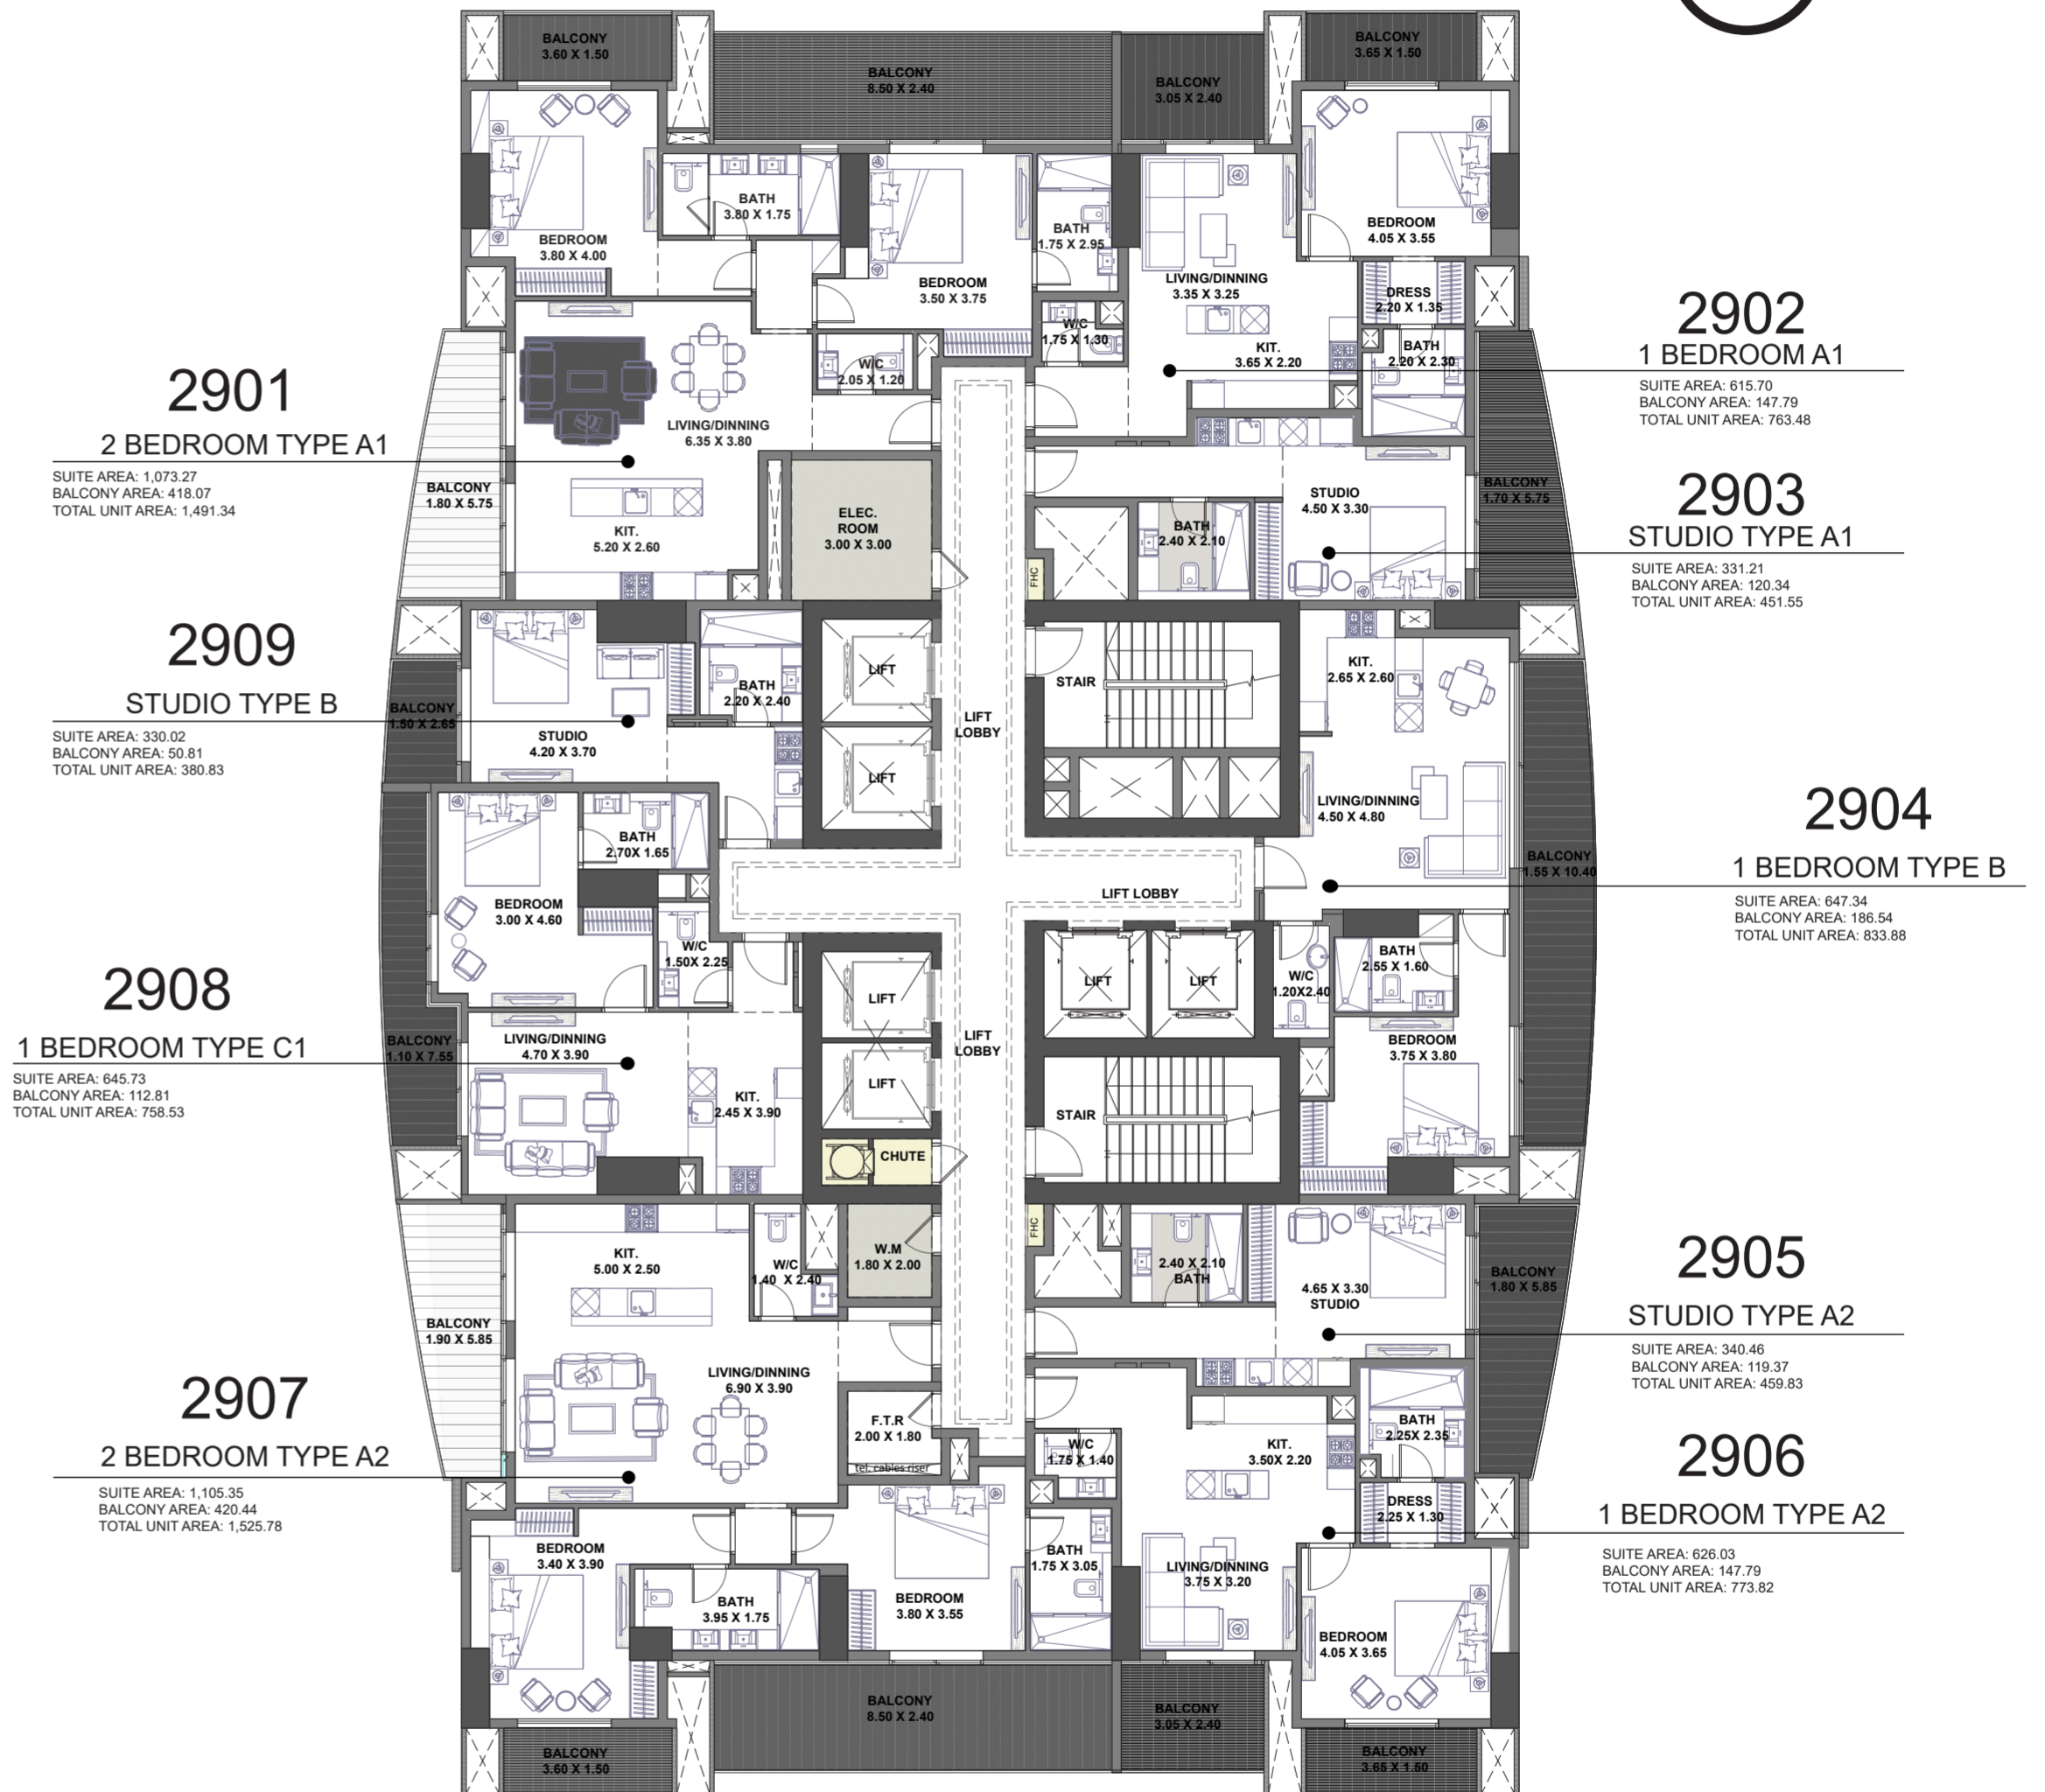 BALCONY
3.60 X 1.50
BALCONY
8.50 X 2.40
BALCONY
3.05 X 2.40
BALCONY
3.65 X 1.50
BEDROOM
3.80 X 4.00
BATH
3.80 X 1.75
BEDROOM
3.50 X 3.75
BATH
1.75 X 2.95
LIVING/DINNING
3.35 X 3.25
BEDROOM
4.05 X 3.55
DRESS
2.20 X 1.35
W/C
1.75 X 1.30
KIT.
3.65 X 2.20
BATH
2.20 X 2.30
W/C
2.05 X 1.20
2902
1 BEDROOM A1
SUITE AREA: 615.70
BALCONY AREA: 147.79
TOTAL UNIT AREA: 763.48
2901
2 BEDROOM TYPE A1
SUITE AREA: 1,073.27
BALCONY AREA: 418.07
TOTAL UNIT AREA: 1,491.34
LIVING/DINNING
6.35 X 3.80
BALCONY
1.80 X 5.75
KIT.
5.20 X 2.60
ELEC.
ROOM
3.00 X 3.00
FHC
BATH
2.40 X 2.10
STUDIO
4.50 X 3.30
BALCONY
1.70 X 5.75
2903
STUDIO TYPE A1
SUITE AREA: 331.21
BALCONY AREA: 120.34
TOTAL UNIT AREA: 451.55
2909
STUDIO TYPE B
SUITE AREA: 330.02
BALCONY AREA: 50.81
TOTAL UNIT AREA: 380.83
BALCONY
1.50 X 2.65
STUDIO
4.20 X 3.70
BATH
2.20 X 2.40
LIFT
LIFT
LIFT
LOBBY
STAIR
KIT.
2.65 X 2.60
LIVING/DINNING
4.50 X 4.80
BALCONY
1.55 X 10.40
2904
1 BEDROOM TYPE B
SUITE AREA: 647.34
BALCONY AREA: 186.54
TOTAL UNIT AREA: 833.88
BATH
2.70X 1.65
BEDROOM
3.00 X 4.60
W/C
1.50X 2.25
LIFT LOBBY
LIFT
LIFT
W/C
1.20X2.40
BATH
2.55 X 1.60
BEDROOM
3.75 X 3.80
2908
1 BEDROOM TYPE C1
SUITE AREA: 645.73
BALCONY AREA: 112.81
TOTAL UNIT AREA: 758.53
BALCONY
1.10 X 7.55
LIVING/DINNING
4.70 X 3.90
KIT.
2.45 X 3.90
LIFT
LIFT
LIFT
LOBBY
STAIR
CHUTE
KIT.
5.00 X 2.50
W/C
1.40 X 2.40
W.M
1.80 X 2.00
FHC
2.40 X 2.10
BATH
4.65 X 3.30
STUDIO
BALCONY
1.80 X 5.85
2905
STUDIO TYPE A2
SUITE AREA: 340.46
BALCONY AREA: 119.37
TOTAL UNIT AREA: 459.83
BALCONY
1.90 X 5.85
LIVING/DINNING
6.90 X 3.90
2907
2 BEDROOM TYPE A2
SUITE AREA: 1,105.35
BALCONY AREA: 420.44
TOTAL UNIT AREA: 1,525.78
F.T.R
2.00 X 1.80
tel. cables riser
W/C
1.75 X 1.40
KIT.
3.50X 2.20
BATH
2.25X 2.35
DRESS
2.25 X 1.30
2906
1 BEDROOM TYPE A2
SUITE AREA: 626.03
BALCONY AREA: 147.79
TOTAL UNIT AREA: 773.82
BEDROOM
3.40 X 3.90
BATH
3.95 X 1.75
BEDROOM
3.80 X 3.55
BATH
1.75 X 3.05
LIVING/DINNING
3.75 X 3.20
BEDROOM
4.05 X 3.65
BALCONY
3.60 X 1.50
BALCONY
8.50 X 2.40
BALCONY
3.05 X 2.40
BALCONY
3.65 X 1.50